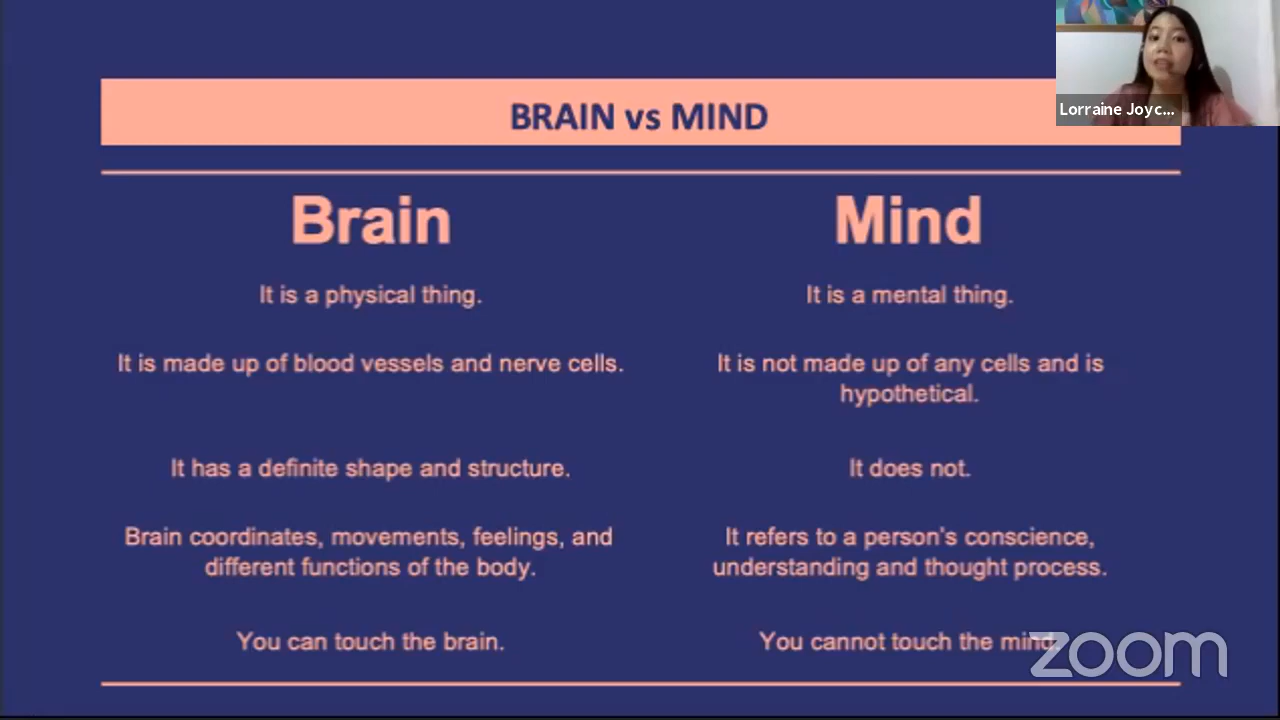 Lorraine Joyc...
BRAIN vs MIND
Brain
Mind
It is a physical thing.
It is a mental thing.
It is made up of blood vessels and nerve cells.
It is not made up of any cells and is
hypothetical.
It has a definite shape and structure.
It does not.
Brain coordinates, movements, feelings, and
different functions of the body.
It refers to a person's conscience,
understanding and thought process.
You can touch the brain.
You cannot touch the mind.
zoom